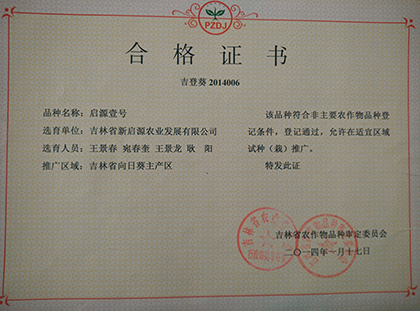 PZDJ
合格证书
吉登葵 2014006
品种名称：启源壹号
选育单位：吉林省新启源农业发展有限公司
选育人员：王景春 宛春奎 王景龙 耿 阳
推广区域：吉林省向日葵主产区
该品种符合非主要农作物品种登
记条件，登记通过，允许在适宜区域
试种（栽）推广。
特发此证
吉林省农作物品种审定委员会
二〇一四年一月十七日